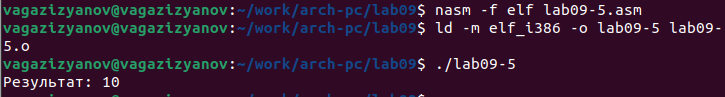 vagazizyanov@vagazizyanov:~/work/arch-pc/lab09$ nasm -f elf lab09-5.asm
vagazizyanov@vagazizyanov:~/work/arch-pc/lab09$ ld -m elf_i386 -o lab09-5 lab09-
5.o
vagazizyanov@vagazizyanov:~/work/arch-pc/lab09$ ./lab09-5
Результат: 10